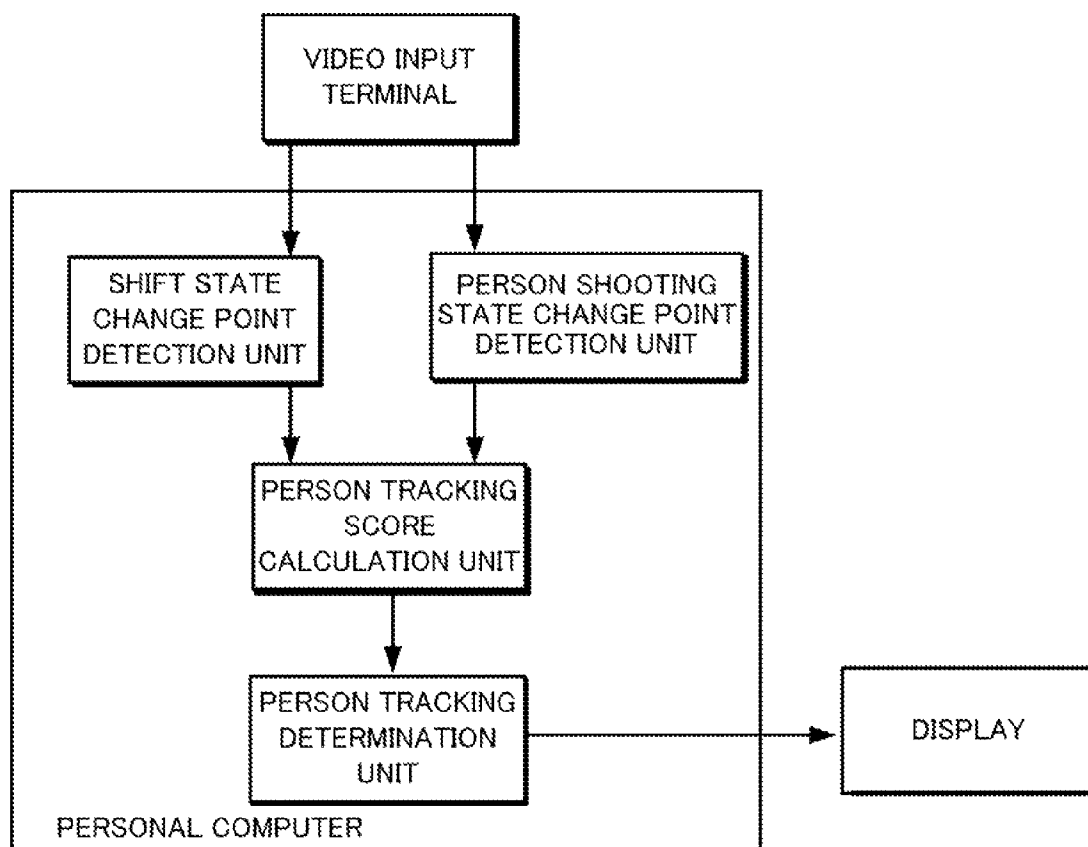 VIDEO INPUT
TERMINAL
SHIFT STATE
CHANGE POINT
DETECTION UNIT
PERSON SHOOTING
STATE CHANGE POINT
DETECTION UNIT
PERSON TRACKING
SCORE
CALCULATION UNIT
PERSON TRACKING
DETERMINATION
UNIT
DISPLAY
PERSONAL COMPUTER